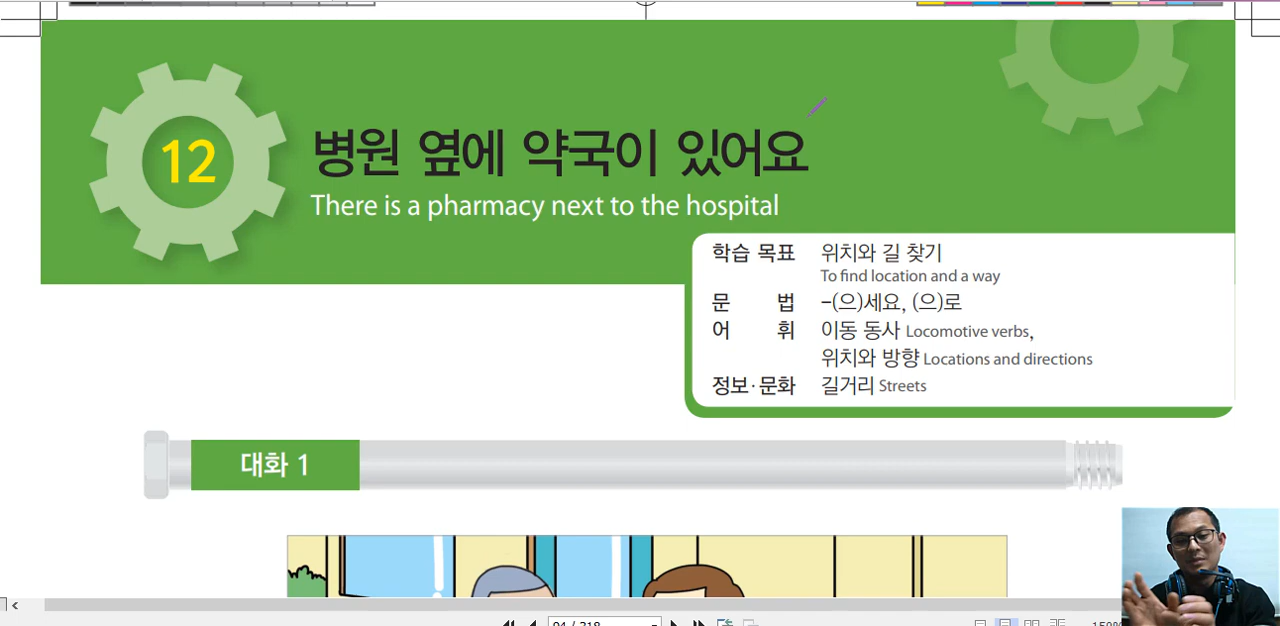 12
병원 옆에 약국이 있어요
There is a pharmacy next to the hospital
학습 목표 위치와 길 찾기
To find location and a way
문 법 -(으)세요, (으)로
어 휘 이동 동사 Locomotive verbs,
위치와 방향 Locations and directions
정보·문화 길거리 Streets
대화 1